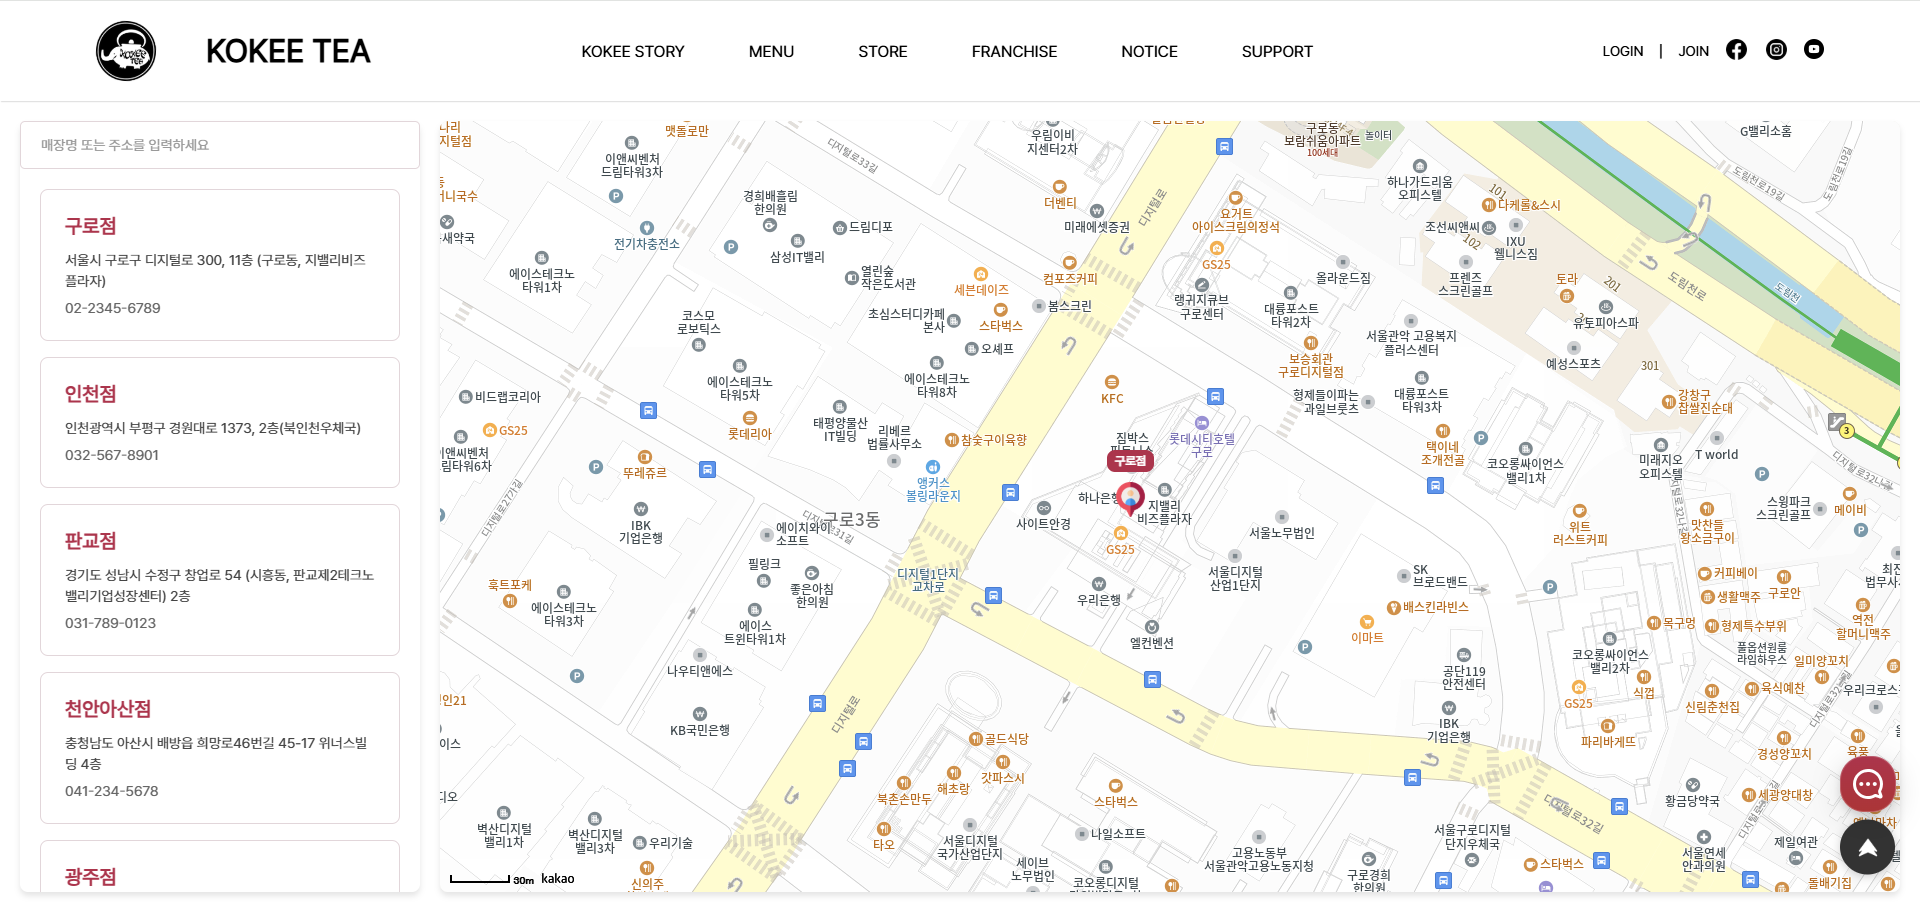 KOKEE TEA
KOKEE STORY
MENU
STORE
FRANCHISE
NOTICE
SUPPORT
LOGIN | JOIN
매장명 또는 주소를 입력하세요
구로점
서울시 구로구 디지털로 300, 11층 (구로동, 지밸리비즈
플라자)
02-2345-6789
인천점
인천광역시 부평구 경원대로 1373, 2층(북인천우체국)
032-567-8901
판교점
경기도 성남시 수정구 창업로 54 (시흥동, 판교제2테크노
밸리기업성장센터) 2층
031-789-0123
천안아산점
충청남도 아산시 배방읍 희망로46번길 45-17 위너스빌
딩 4층
041-234-5678
광주점
맷돌로만
이앤씨벤처
드림타워3차
디지털로33길
우림이비
지센터2차
구로동
보람쉬움아파트
100세대
놀이터
G밸리소홈
도림천로19길
도림천로19길
하나가드리움
오피스텔
101
다케롤&스시
조선씨앤씨
102
IXU
웰니스짐
경희배흘림
한의원
더벤티
미래에셋증권
디지털로
요거트
아이스크림의정석
GS25
전기차충전소
드림디포
삼성IT밸리
에이스테크노
타워1차
열린숲
작은도서관
세븐데이즈
컴포즈커피
봄스크린
랭귀지큐브
구로센터
올라운드짐
대륭포스트
타워2차
프렌즈
스크린골프
토라
201
유토피아스파
도림천로
도림천
코스모
로보틱스
초심스터디카페
본사
스타벅스
오셰프
서울관악 고용복지
플러스센터
보승회관
구로디지털점
예성스포츠
301
에이스테크노
타워5차
에이스테크노
타워8차
KFC
형제들이파는
과일브룻츠
대륭포스트
타워3차
강창구
찹쌀진순대
비드랩코리아
GS25
롯데리아
태평양물산
IT빌딩
리베르
법률사무소
참숯구이육향
짐박스
롯데시티호텔
구로
택이네
조개전골
3
뚜레쥬르
앵커스
볼링라운지
구로점
코오롱싸이언스
밸리1차
미래지오
오피스텔
T world
디지털로32나길
디지털로27가길
IBK
기업은행
구로3동
디지털로31길
에이치와이
소프트
사이트안경
하나은행
지밸리
비즈플라자
GS25
서울노무법인
위트
러스트커피
맛찬들
왕소금구이
스윙파크
스크린골프
메이비
훅트포케
에이스테크노
타워3차
필링크
좋은아침
한의원
디지털1단지
교차로
우리은행
서울디지털
산업1단지
SK
브로드밴드
커피베이
구로안
생활맥주
배스킨라빈스
에이스
트윈타워1차
엘컨벤션
이마트
목구멍
형제특수부위
역전
할머니맥주
나우티앤에스
공단119
안전센터
코오롱싸이언스
밸리2차
풀옵션원룸
라임하우스
일미양꼬치
GS25
식껍
육식예찬
신림춘천집
KB국민은행
디지털로
IBK
기업은행
골드식당
파리바게뜨
경성양꼬치
육풍
북촌손만두
해초랑
갓파스시
스타벅스
디지털로32길
황금당약국
세광양대창
벽산디지털
밸리1차
벽산디지털
밸리3차
우리기술
타오
서울디지털
국가산업단지
나일소프트
고용노동부
서울관악고용노동지청
서울구로디지털
단지우체국
서울연세
안과의원
제일여관
신의주
세이브
노무법인
코오롱디지털
구로경희
한의원
스타벅스
돌배기집
30m
kakao